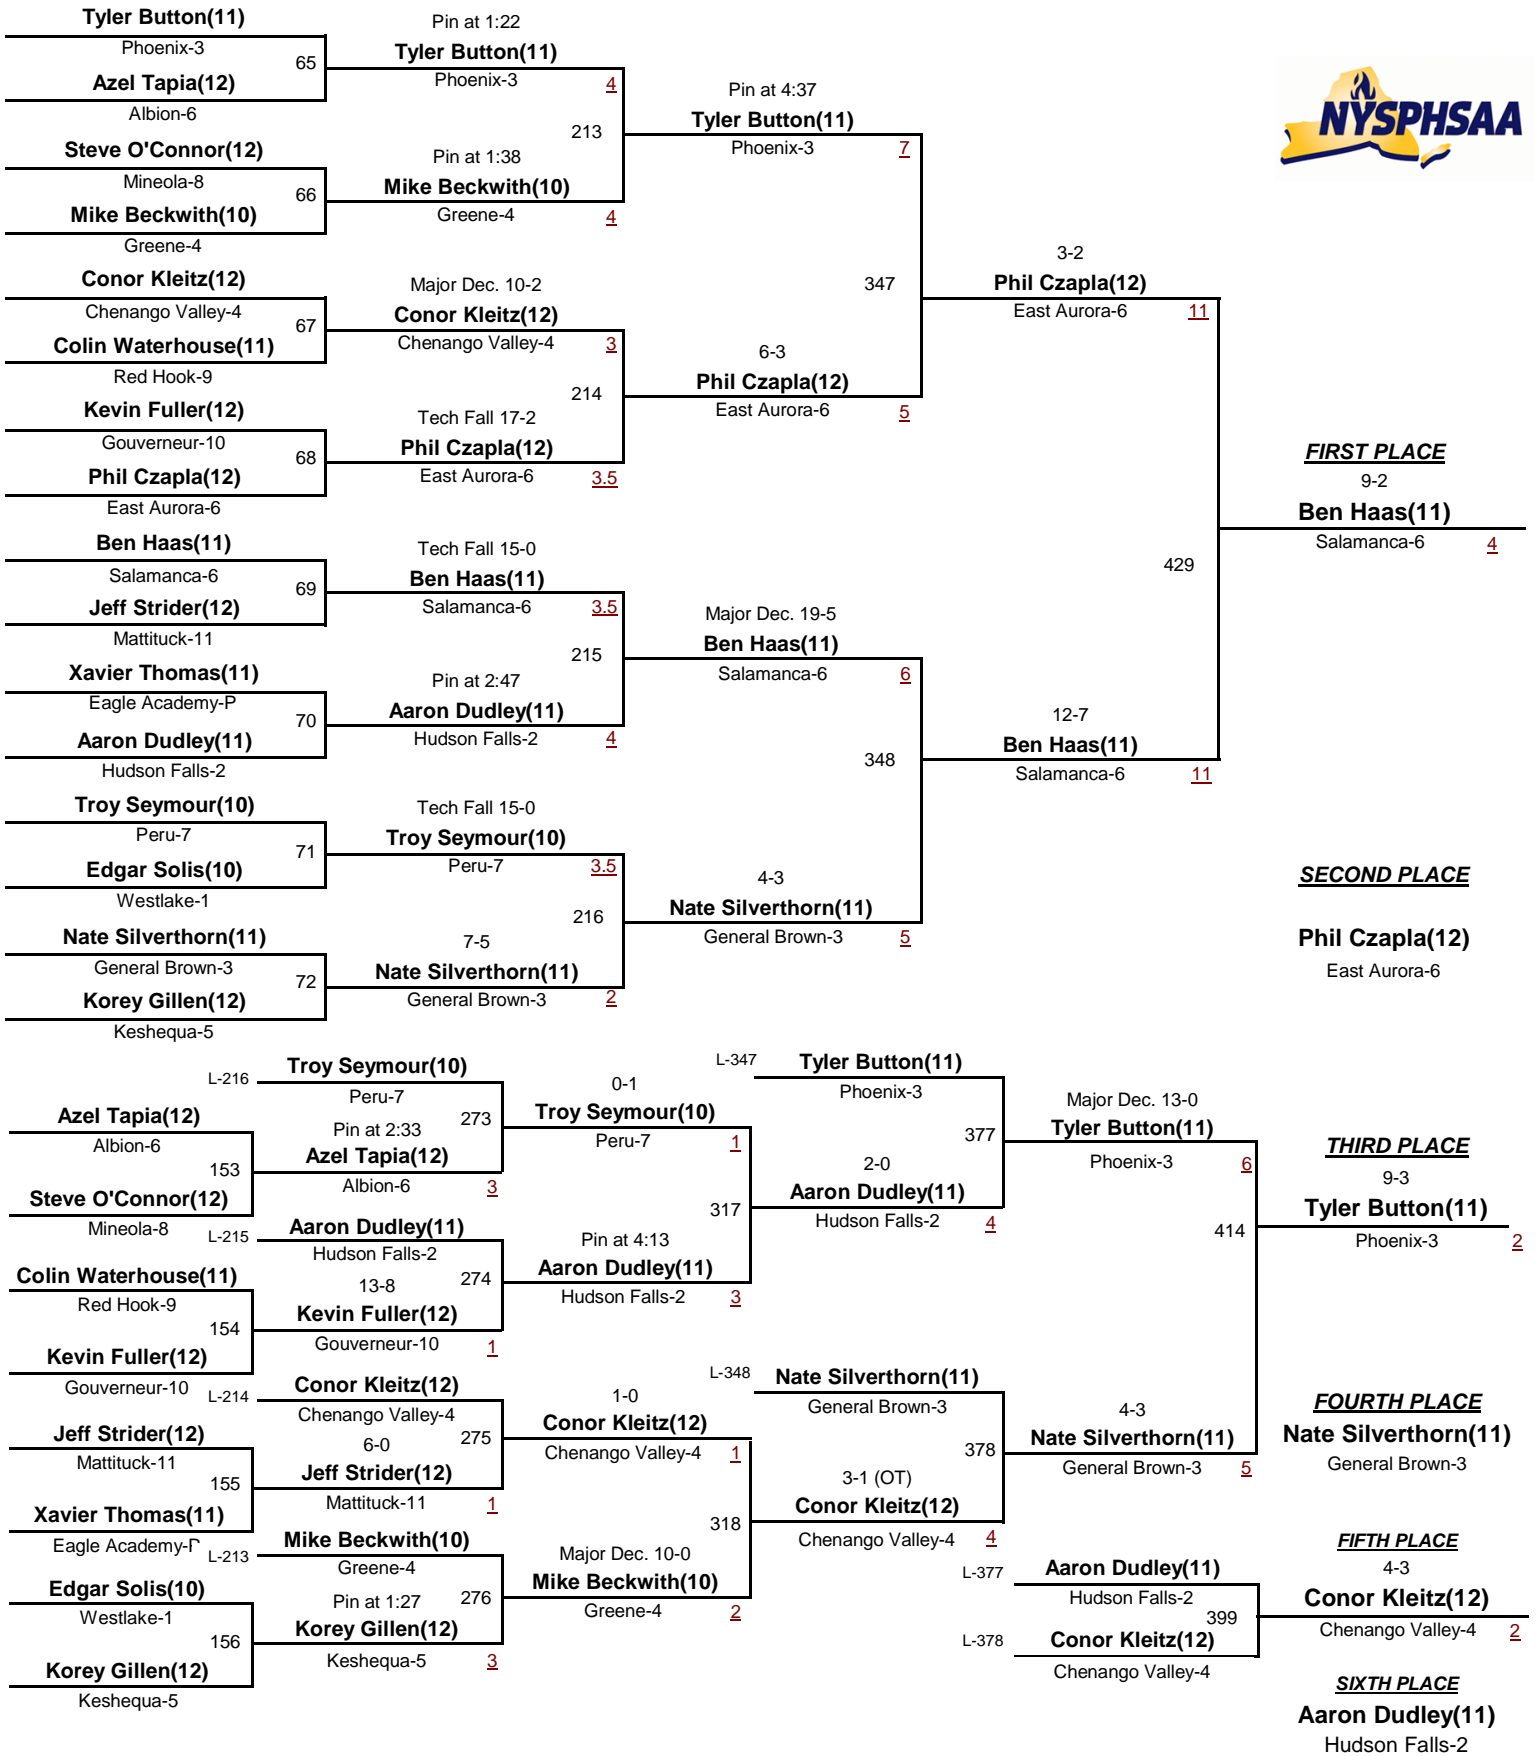 Tyler Button(11)
Phoenix-3
65
Azel Tapia(12)
Albion-6
Steve O'Connor(12)
Mineola-8
66
Mike Beckwith(10)
Greene-4
Conor Kleitz(12)
Chenango Valley-4
67
Colin Waterhouse(11)
Red Hook-9
Kevin Fuller(12)
Gouverneur-10
68
Phil Czapla(12)
East Aurora-6
Ben Haas(11)
Salamanca-6
69
Jeff Strider(12)
Mattituck-11
Xavier Thomas(11)
Eagle Academy-P
70
Aaron Dudley(11)
Hudson Falls-2
Troy Seymour(10)
Peru-7
71
Edgar Solis(10)
Westlake-1
Nate Silverthorn(11)
General Brown-3
72
Korey Gillen(12)
Keshequa-5
Pin at 1:22
Tyler Button(11)
Phoenix-3
4
213
Pin at 1:38
Mike Beckwith(10)
Greene-4
4
Major Dec. 10-2
Conor Kleitz(12)
Chenango Valley-4
3
214
Tech Fall 17-2
Phil Czapla(12)
East Aurora-6
3.5
Tech Fall 15-0
Ben Haas(11)
Salamanca-6
3.5
215
Pin at 2:47
Aaron Dudley(11)
Hudson Falls-2
4
Tech Fall 15-0
Troy Seymour(10)
Peru-7
3.5
216
7-5
Nate Silverthorn(11)
General Brown-3
2
Pin at 4:37
Tyler Button(11)
Phoenix-3
7
347
6-3
Phil Czapla(12)
East Aurora-6
5
Major Dec. 19-5
Ben Haas(11)
Salamanca-6
6
348
4-3
Nate Silverthorn(11)
General Brown-3
5
3-2
Phil Czapla(12)
East Aurora-6
11
429
12-7
Ben Haas(11)
Salamanca-6
11
NYSPHSAA
FIRST PLACE
9-2
Ben Haas(11)
Salamanca-6
4
SECOND PLACE
Phil Czapla(12)
East Aurora-6
Azel Tapia(12)
Albion-6
153
Steve O'Connor(12)
Mineola-8
Colin Waterhouse(11)
Red Hook-9
154
Kevin Fuller(12)
Gouverneur-10
Jeff Strider(12)
Mattituck-11
155
Xavier Thomas(11)
Eagle Academy-P
Edgar Solis(10)
Westlake-1
156
Korey Gillen(12)
Keshequa-5
L-216
Troy Seymour(10)
Peru-7
273
Pin at 2:33
Azel Tapia(12)
Albion-6
3
L-215
Aaron Dudley(11)
Hudson Falls-2
274
13-8
Kevin Fuller(12)
Gouverneur-10
1
L-214
Conor Kleitz(12)
Chenango Valley-4
275
6-0
Jeff Strider(12)
Mattituck-11
1
L-213
Mike Beckwith(10)
Greene-4
276
Pin at 1:27
Korey Gillen(12)
Keshequa-5
3
0-1
Troy Seymour(10)
Peru-7
1
317
Pin at 4:13
Aaron Dudley(11)
Hudson Falls-2
3
1-0
Conor Kleitz(12)
Chenango Valley-4
1
318
Major Dec. 10-0
Mike Beckwith(10)
Greene-4
2
L-347
Tyler Button(11)
Phoenix-3
377
2-0
Aaron Dudley(11)
Hudson Falls-2
4
L-348
Nate Silverthorn(11)
General Brown-3
378
3-1 (OT)
Conor Kleitz(12)
Chenango Valley-4
4
Major Dec. 13-0
Tyler Button(11)
Phoenix-3
6
414
4-3
Nate Silverthorn(11)
General Brown-3
5
L-377
Aaron Dudley(11)
Hudson Falls-2
399
L-378
Conor Kleitz(12)
Chenango Valley-4
THIRD PLACE
9-3
Tyler Button(11)
Phoenix-3
2
FOURTH PLACE
Nate Silverthorn(11)
General Brown-3
FIFTH PLACE
4-3
Conor Kleitz(12)
Chenango Valley-4
2
SIXTH PLACE
Aaron Dudley(11)
Hudson Falls-2